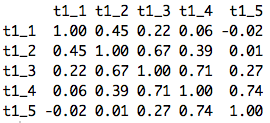 t1_1 t1_2 t1_3 t1_4 t1_5
t1_1 1.00 0.45 0.22 0.06 -0.02
t1_2 0.45 1.00 0.67 0.39 0.01
t1_3 0.22 0.67 1.00 0.71 0.27
t1_4 0.06 0.39 0.71 1.00 0.74
t1_5 -0.02 0.01 0.27 0.74 1.00